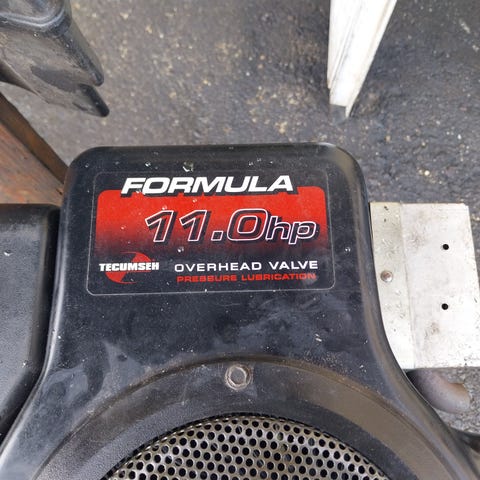 FORMULA
11.0hp
TECUMSEH
OVERHEAD VALVE
PRESSURE LUBRICATION